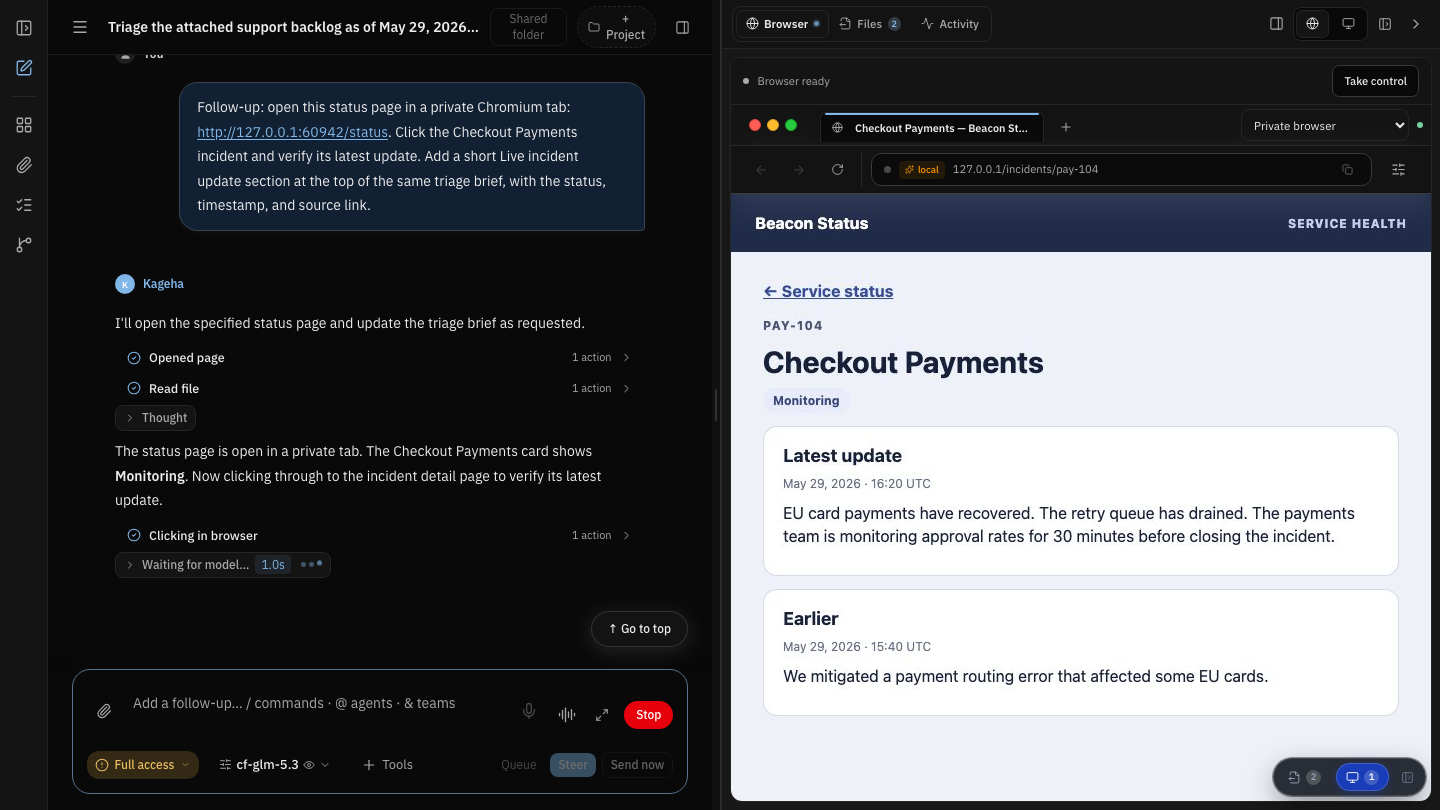 Triage the attached support backlog as of May 29, 2026...
Shared folder
+ Project
You
Follow-up: open this status page in a private Chromium tab:
http://127.0.0.1:60942/status. Click the Checkout Payments
incident and verify its latest update. Add a short Live incident
update section at the top of the same triage brief, with the status,
timestamp, and source link.
K Kageha
I'll open the specified status page and update the triage brief as requested.
Opened page 1 action
Read file 1 action
Thought
The status page is open in a private tab. The Checkout Payments card shows
Monitoring. Now clicking through to the incident detail page to verify its latest
update.
Clicking in browser 1 action
Waiting for model... 1.0s
↑ Go to top
Add a follow-up... / commands · @ agents · & teams
Stop
Full access
cf-glm-5.3
Tools
Queue
Steer
Send now
Browser
Files 2
Activity
Browser ready
Take control
Checkout Payments — Beacon St...
Private browser
local 127.0.0.1/incidents/pay-104
Beacon Status
SERVICE HEALTH
← Service status
PAY-104
Checkout Payments
Monitoring
Latest update
May 29, 2026 · 16:20 UTC
EU card payments have recovered. The retry queue has drained. The payments
team is monitoring approval rates for 30 minutes before closing the incident.
Earlier
May 29, 2026 · 15:40 UTC
We mitigated a payment routing error that affected some EU cards.
2
1